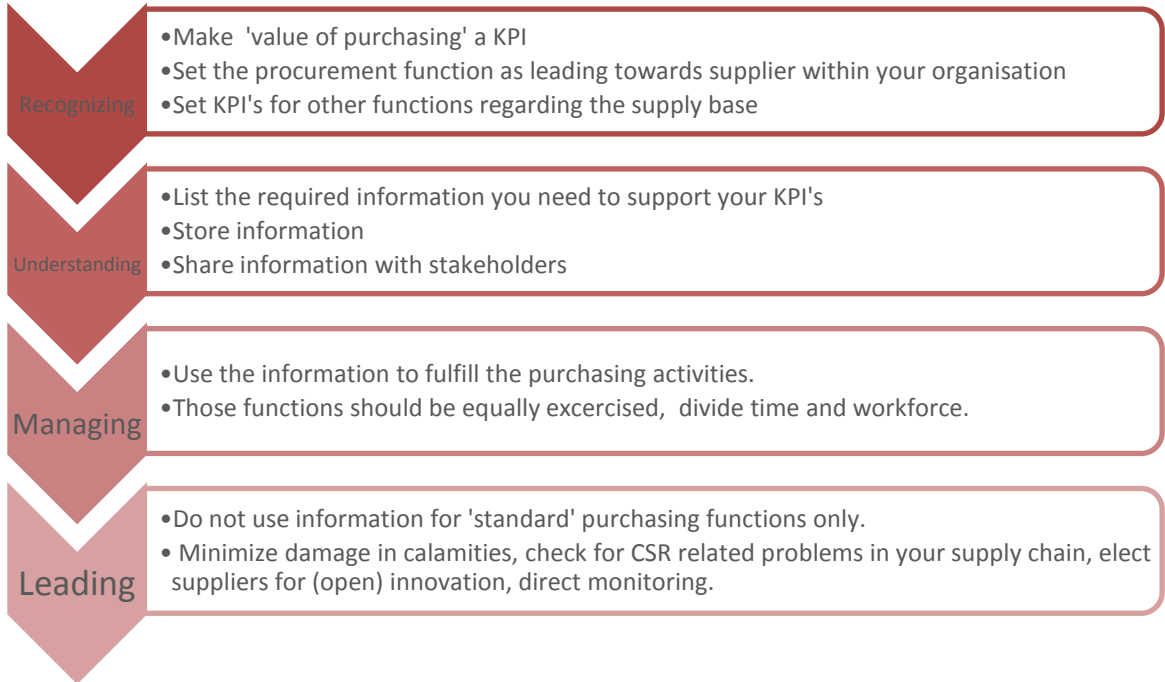 Recognizing
•Make 'value of purchasing' a KPI
•Set the procurement function as leading towards supplier within your organisation
•Set KPI's for other functions regarding the supply base
Understanding
•List the required information you need to support your KPI's
•Store information
•Share information with stakeholders
Managing
•Use the information to fulfill the purchasing activities.
•Those functions should be equally excercised, divide time and workforce.
Leading
•Do not use information for 'standard' purchasing functions only.
• Minimize damage in calamities, check for CSR related problems in your supply chain, elect
suppliers for (open) innovation, direct monitoring.